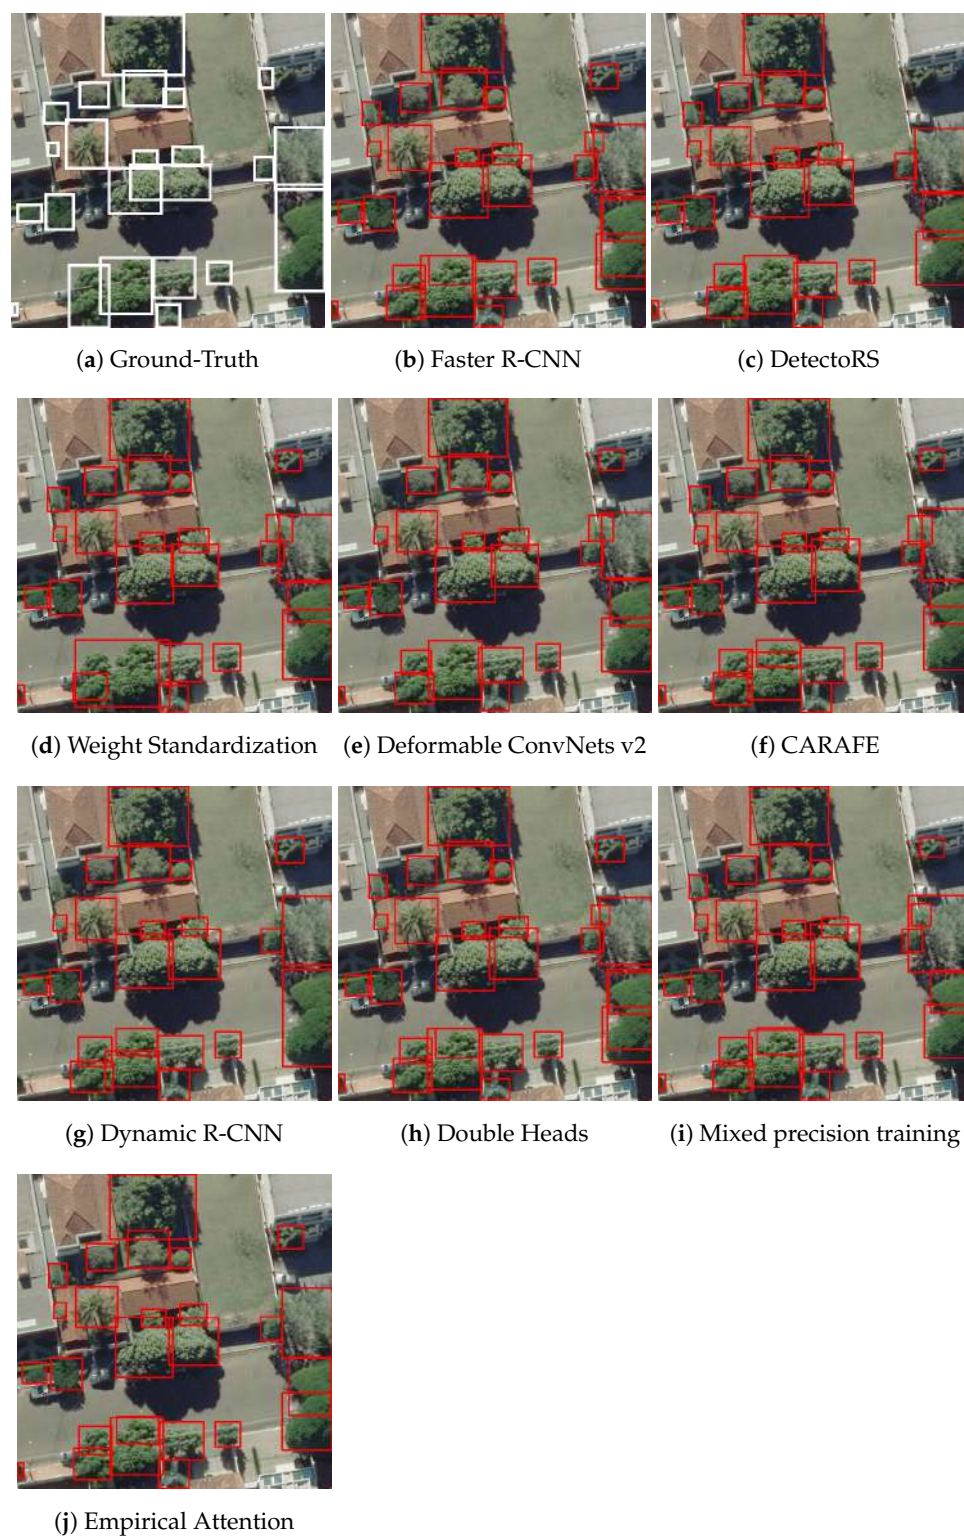 (a) Ground-Truth
(b) Faster R-CNN
(c) DetectoRS
(d) Weight Standardization
(e) Deformable ConvNets v2
(f) CARAFE
(g) Dynamic R-CNN
(h) Double Heads
(i) Mixed precision training
(j) Empirical Attention